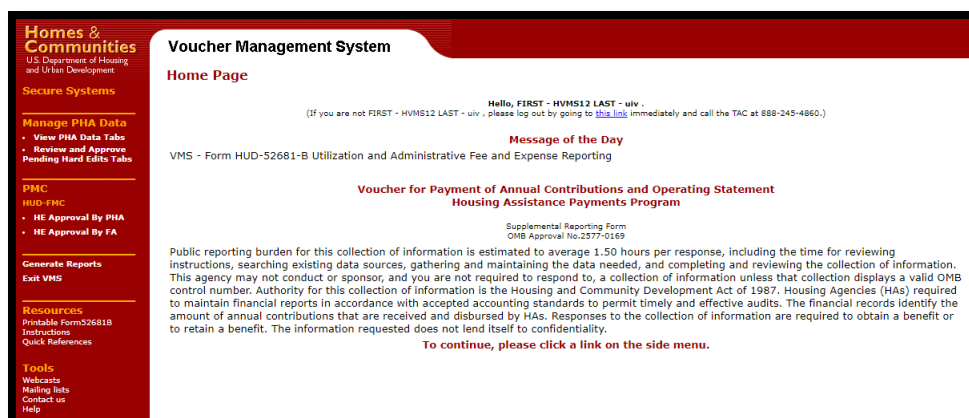 Homes &
Communities
U.S. Department of Housing
and Urban Development
Secure Systems
Manage PHA Data
• View PHA Data Tabs
• Review and Approve
Pending Hard Edits Tabs
PMC
HUD-FMC
• HE Approval By PHA
• HE Approval By FA
Generate Reports
Exit VMS
Resources
Printable Form52681B
Instructions
Quick References
Tools
Webcasts
Mailing lists
Contact us
Help
Voucher Management System
Home Page
Hello, FIRST - HVMS12 LAST - uiv .
(If you are not FIRST - HVMS12 LAST - uiv , please log out by going to this link immediately and call the TAC at 888-245-4860.)
Message of the Day
VMS - Form HUD-52681-B Utilization and Administrative Fee and Expense Reporting
Voucher for Payment of Annual Contributions and Operating Statement
Housing Assistance Payments Program
Supplemental Reporting Form
OMB Approval No.2577-0169
Public reporting burden for this collection of information is estimated to average 1.50 hours per response, including the time for reviewing
instructions, searching existing data sources, gathering and maintaining the data needed, and completing and reviewing the collection of information.
This agency may not conduct or sponsor, and you are not required to respond to, a collection of information unless that collection displays a valid OMB
control number. Authority for this collection of information is the Housing and Community Development Act of 1987. Housing Agencies (HAs) required
to maintain financial reports in accordance with accepted accounting standards to permit timely and effective audits. The financial records identify the
amount of annual contributions that are received and disbursed by HAs. Responses to the collection of information are required to obtain a benefit or
to retain a benefit. The information requested does not lend itself to confidentiality.
To continue, please click a link on the side menu.